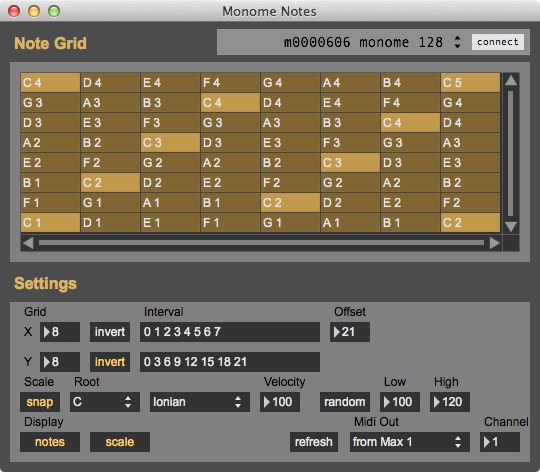 Monome Notes
Note Grid
m0000606 monome 128 connect
C 4 D 4 E 4 F 4 G 4 A 4 B 4 C 5
G 3 A 3 B 3 C 4 D 4 E 4 F 4 G 4
D 3 E 3 F 3 G 3 A 3 B 3 C 4 D 4
A 2 B 2 C 3 D 3 E 3 F 3 G 3 A 3
E 2 F 2 G 2 A 2 B 2 C 3 D 3 E 3
B 1 C 2 D 2 E 2 F 2 G 2 A 2 B 2
F 1 G 1 A 1 B 1 C 2 D 2 E 2 F 2
C 1 D 1 E 1 F 1 G 1 A 1 B 1 C 2
Settings
Grid Interval Offset
X 8 invert 0 1 2 3 4 5 6 7 21
Y 8 invert 0 3 6 9 12 15 18 21
Scale Root Velocity Low High
snap C Ionian 100 random 100 120
Display Midi Out Channel
notes scale refresh from Max 1 1